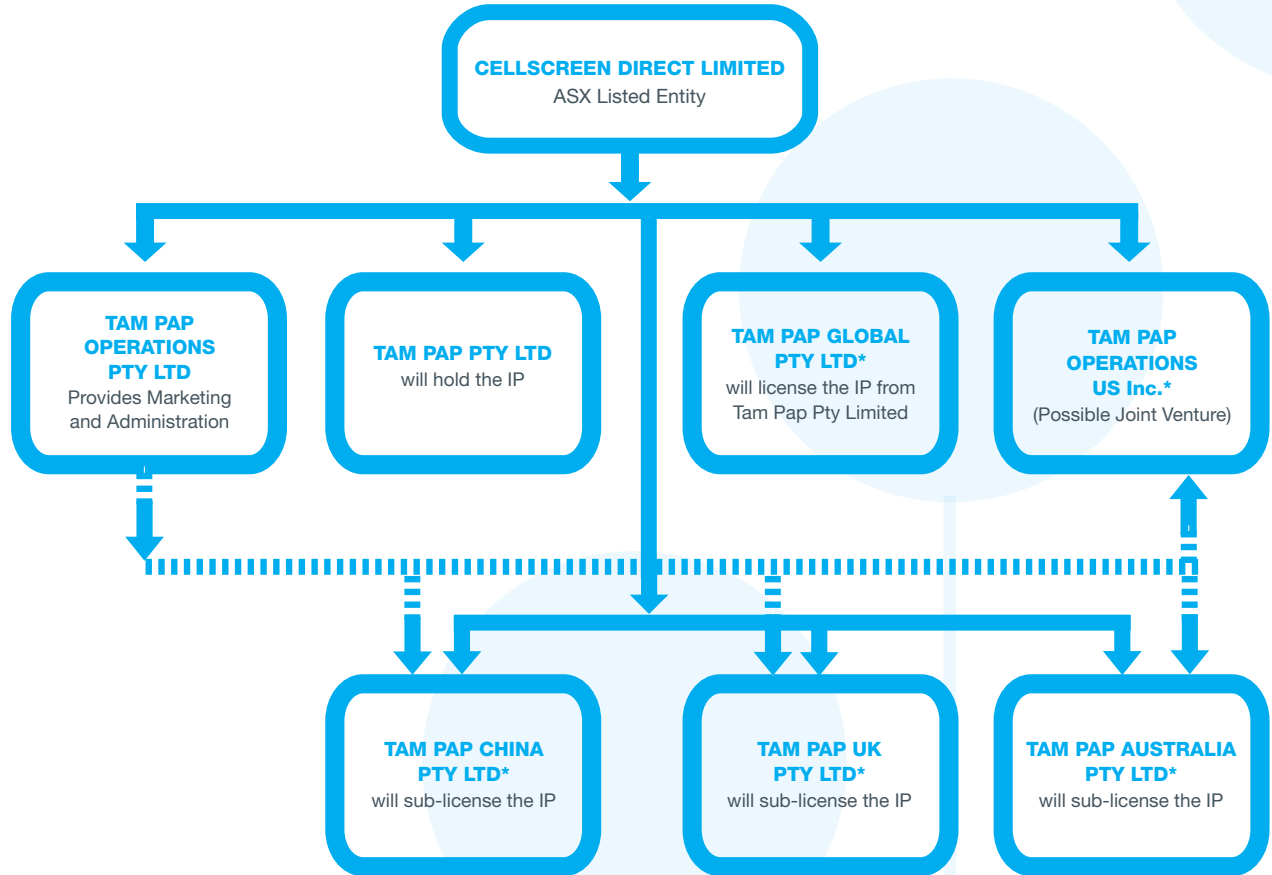 CELLSCREEN DIRECT LIMITED
ASX Listed Entity
TAM PAP
OPERATIONS
PTY LTD
Provides Marketing
and Administration
TAM PAP PTY LTD
will hold the IP
TAM PAP GLOBAL
PTY LTD*
will license the IP from
Tam Pap Pty Limited
TAM PAP
OPERATIONS
US Inc.*
(Possible Joint Venture)
TAM PAP CHINA
PTY LTD*
will sub-license the IP
TAM PAP UK
PTY LTD*
will sub-license the IP
TAM PAP AUSTRALIA
PTY LTD*
will sub-license the IP